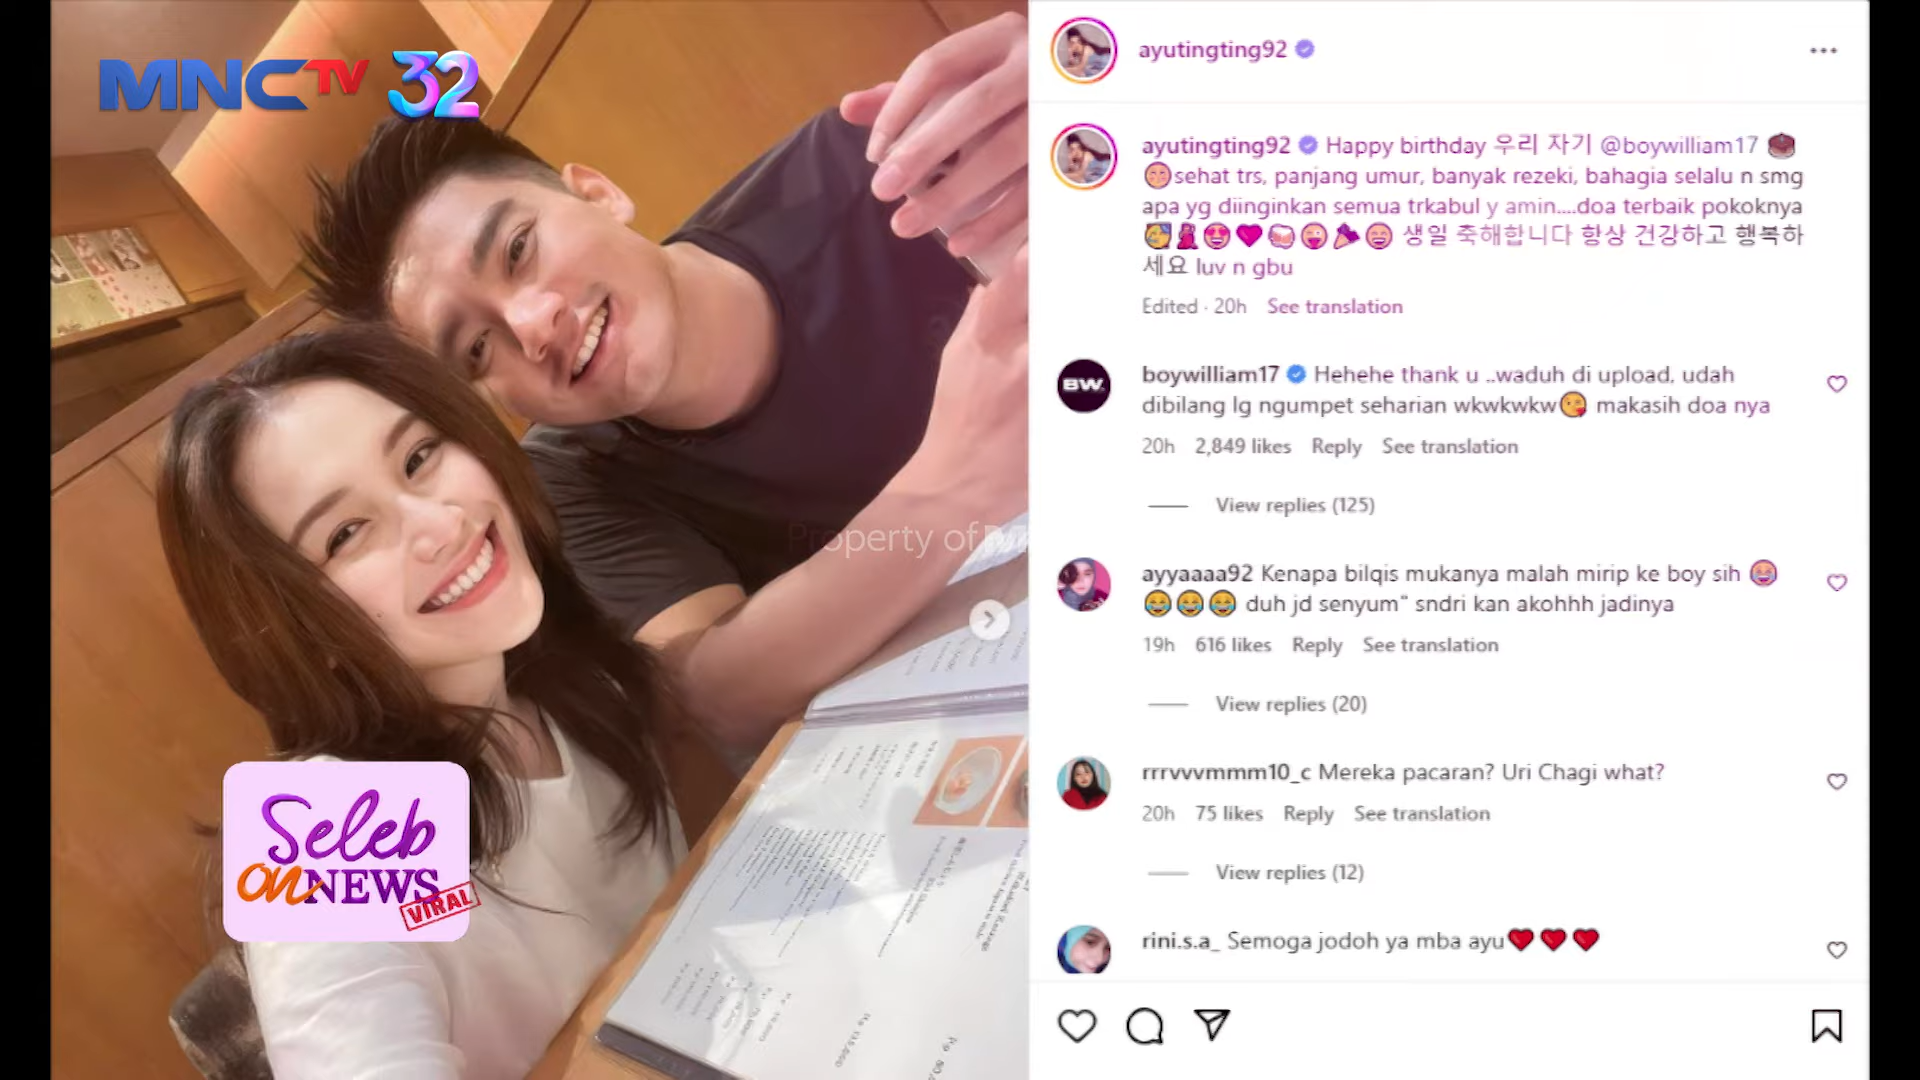 MNCTV 32
ayutingting92
ayutingting92 Happy birthday 우리 자기 @boywilliam17 🎂
😚sehat trs, panjang umur, banyak rezeki, bahagia selalu n smg
apa yg diinginkan semua trkabul y amin....doa terbaik pokoknya
생일 축해합니다 항상 건강하고 행복하
세요 luv n gbu
Edited · 20h See translation
boywilliam17 Hehehe thank u ..waduh di upload, udah
dibilang lg ngumpet seharian wkwkwkw😘 makasih doa nya
20h 2,849 likes Reply See translation
View replies (125)
ayyaaaa92 Kenapa bilqis mukanya malah mirip ke boy sih 😂
😂😂😂 duh jd senyum" sndri kan akohhh jadinya
19h 616 likes Reply See translation
View replies (20)
rrrvvvmmm10_c Mereka pacaran? Uri Chagi what?
20h 75 likes Reply See translation
View replies (12)
rini.s.a_ Semoga jodoh ya mba ayu❤️❤️❤️
Property of M
Seleb
on NEWS
VIRAL